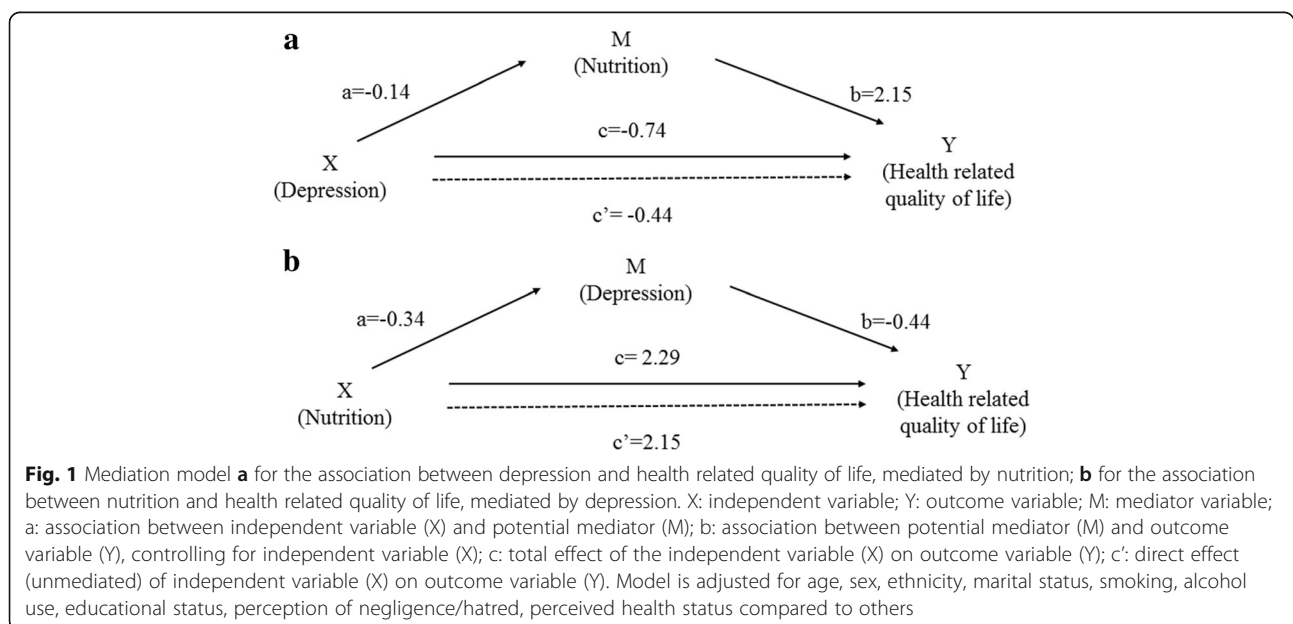 a
M
(Nutrition)
a=-0.14
b=2.15
c=-0.74
X
(Depression)
Y
(Health related
quality of life)
c’= -0.44
b
M
(Depression)
a=-0.34
b=-0.44
c= 2.29
X
(Nutrition)
Y
(Health related
quality of life)
c’=2.15
Fig. 1 Mediation model a for the association between depression and health related quality of life, mediated by nutrition; b for the association
between nutrition and health related quality of life, mediated by depression. X: independent variable; Y: outcome variable; M: mediator variable;
a: association between independent variable (X) and potential mediator (M); b: association between potential mediator (M) and outcome
variable (Y), controlling for independent variable (X); c: total effect of the independent variable (X) on outcome variable (Y); c’: direct effect
(unmediated) of independent variable (X) on outcome variable (Y). Model is adjusted for age, sex, ethnicity, marital status, smoking, alcohol
use, educational status, perception of negligence/hatred, perceived health status compared to others